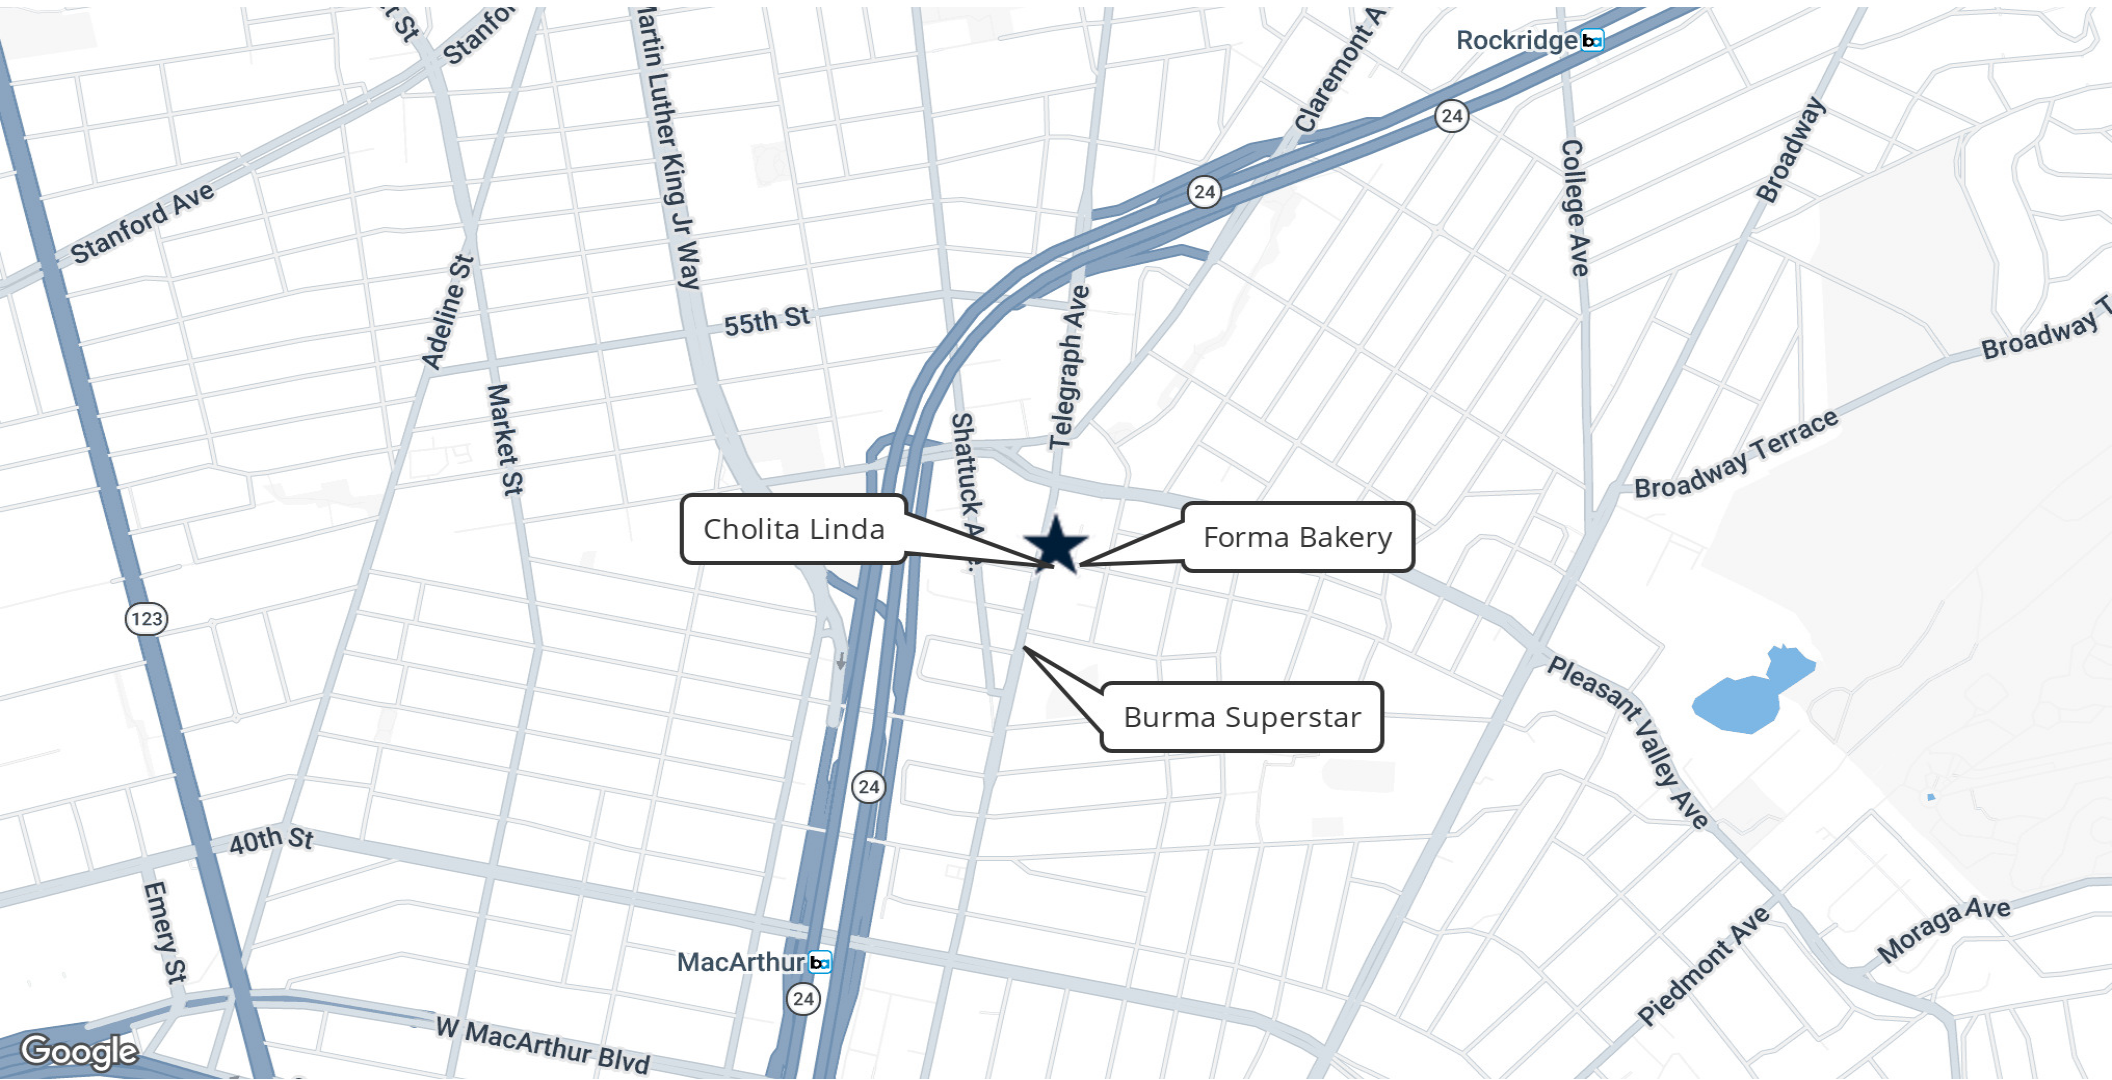 t St
Stanfo
Martin Luther King Jr Way
Claremont A
Rockridge
ba
24
24
College Ave
Broadway
Stanford Ave
Adeline St
55th St
Telegraph Ave
Broadway T
Market St
Shattuck A
Broadway Terrace
Cholita Linda
Forma Bakery
123
Burma Superstar
Pleasant Valley Ave
24
40th St
Emery St
MacArthur
ba
24
Piedmont Ave
Moraga Ave
W MacArthur Blvd
Google